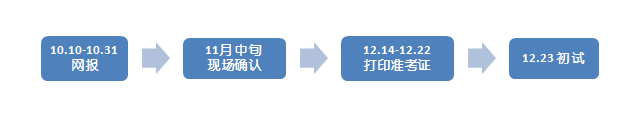 10.10-10.31
网报
11月中旬
现场确认
12.14-12.22
打印准考证
12.23 初试